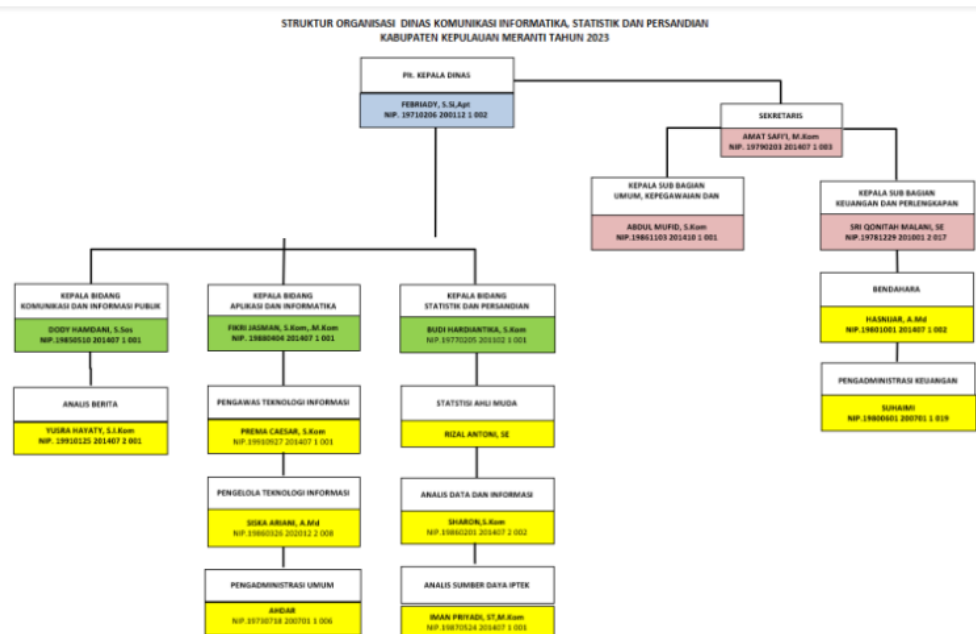 STRUKTUR ORGANISASI DINAS KOMUNIKASI INFORMATIKA, STATISTIK DAN PERSANDIAN
KABUPATEN KEPULAUAN MERANTI TAHUN 2023
Plt. KEPALA DINAS
FEBRIADY, S.Si,Apt
NIP. 19710206 200112 1 002
SEKRETARIS
AMAT SAFI'I, M.Kom
NIP. 19790203 201407 1 003
KEPALA SUB BAGIAN
UMUM, KEPEGAWAIAN DAN
ABDUL MUFID, S.Kom
NIP.19861103 201410 1 001
KEPALA SUB BAGIAN
KEUANGAN DAN PERLENGKAPAN
SRI QONITAH MALANI, SE
NIP.19781229 201001 2 017
BENDAHARA
HASNIJAR, A.Md
NIP.19801001 201407 1 002
PENGADMINISTRASI KEUANGAN
SUHAIMI
NIP.19800601 200701 1 019
KEPALA BIDANG
KOMUNIKASI DAN INFORMASI PUBLIK
DODY HAMDANI, S.Sos
NIP.19850510 201407 1 001
ANALIS BERITA
YUSRA HAYATY, S.I.Kom
NIP. 19910125 201407 2 001
KEPALA BIDANG
APLIKASI DAN INFORMATIKA
FIKRI JASMAN, S.Kom,.M.Kom
NIP. 19880404 201407 1 001
PENGAWAS TEKNOLOGI INFORMASI
PREMA CAESAR, S.Kom
NIP.19910927 201407 1 001
PENGELOLA TEKNOLOGI INFORMASI
SISKA ARIANI, A.Md
NIP.19860326 202012 2 008
PENGADMINISTRASI UMUM
AHDAR
NIP.19730718 200701 1 006
KEPALA BIDANG
STATISTIK DAN PERSANDIAN
BUDI HARDIANTIKA, S.Kom
NIP.19770205 201102 1 001
STATSTISI AHLI MUDA
RIZAL ANTONI, SE
ANALIS DATA DAN INFORMASI
SHARON,S.Kom
NIP.19860201 201407 2 002
ANALIS SUMBER DAYA IPTEK
IMAN PRIYADI, ST,M.Kom
NIP.19870524 201407 1 001